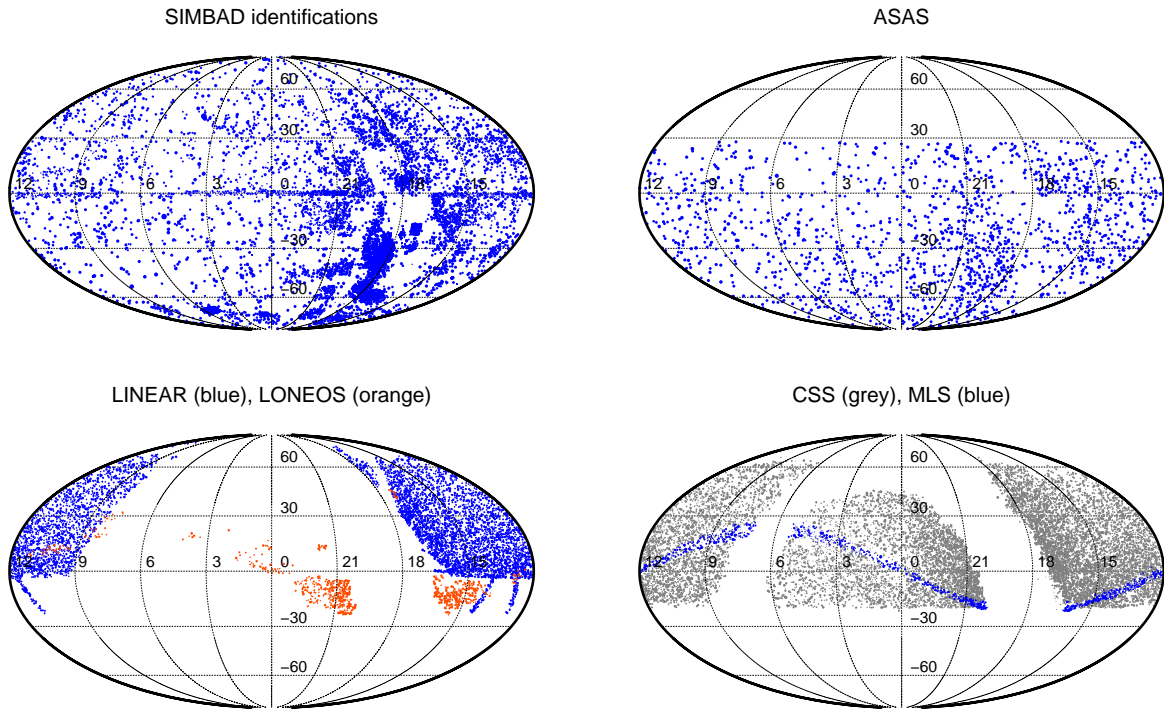 SIMBAD identifications
60
30
12 9 6 3 0 21 18 15
−30
−60
ASAS
60
30
12 9 6 3 0 21 18 15
−30
−60
LINEAR (blue), LONEOS (orange)
60
30
12 9 6 3 0 21 18 15
−30
−60
CSS (grey), MLS (blue)
60
30
12 9 6 3 0 21 18 15
−30
−60